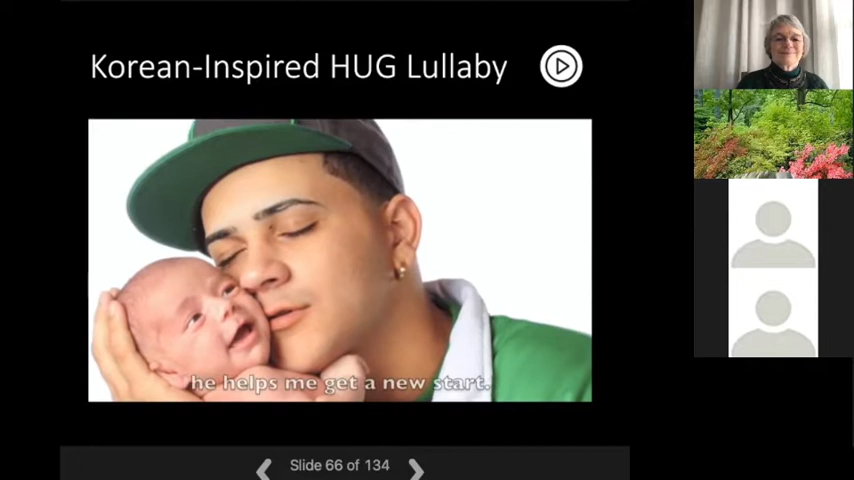 Korean-Inspired HUG Lullaby
he helps me get a new start.
Slide 66 of 134